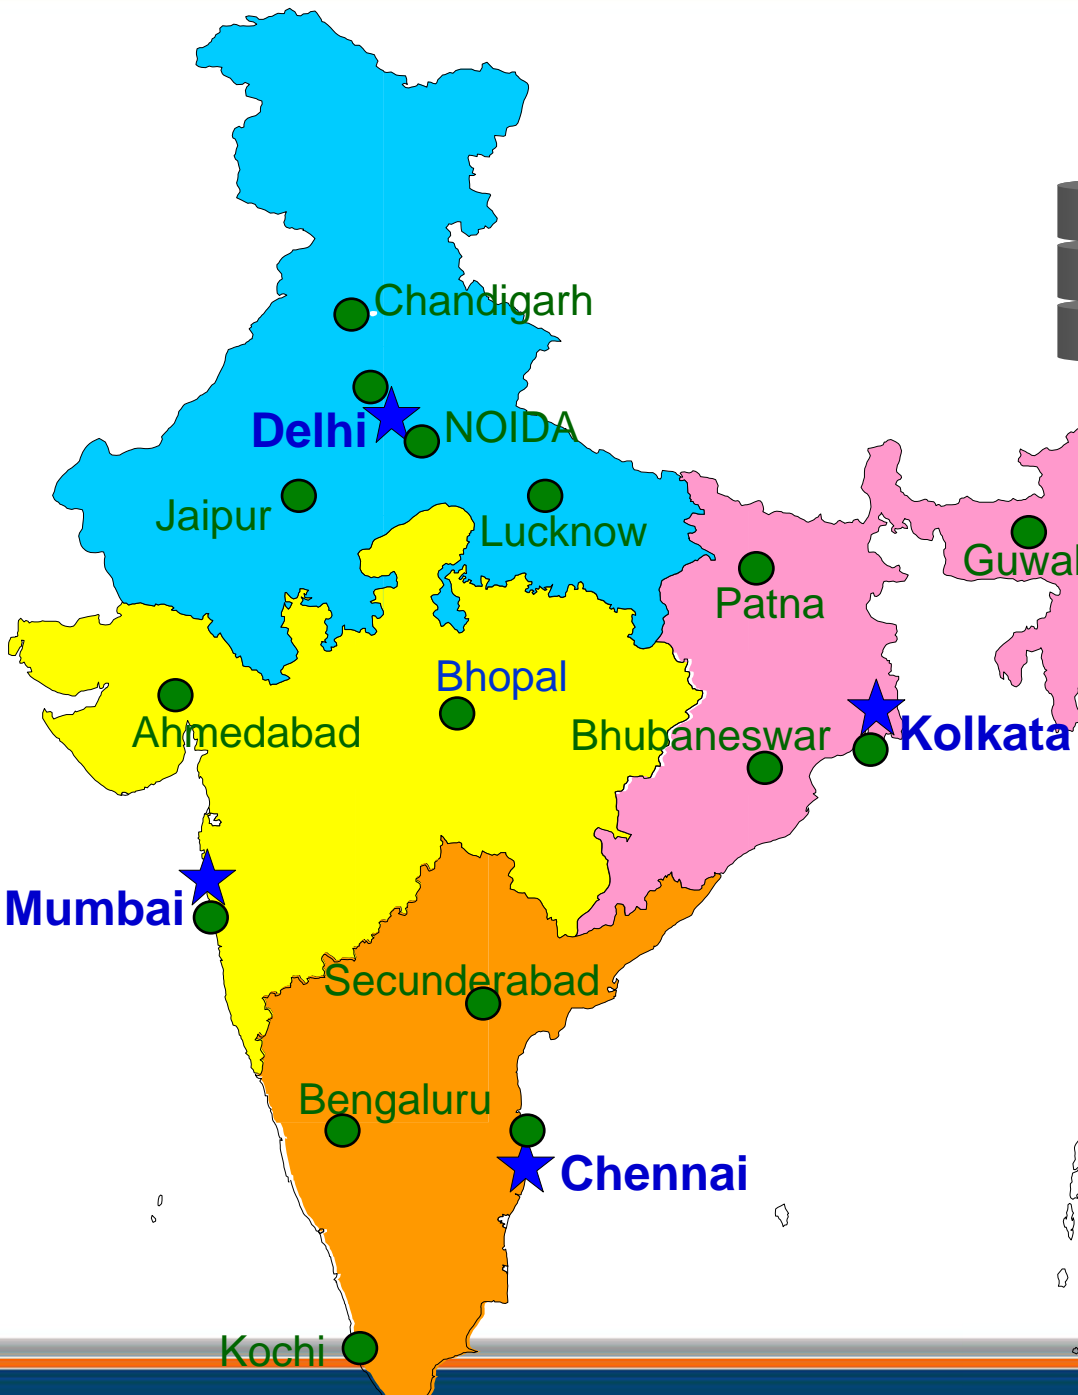 Chandigarh
Delhi
NOIDA
Jaipur
Lucknow
Patna
Bhopal
Ahmedabad
Bhubaneswar
Kolkata
Mumbai
Secunderabad
Bengaluru
Chennai
Kochi